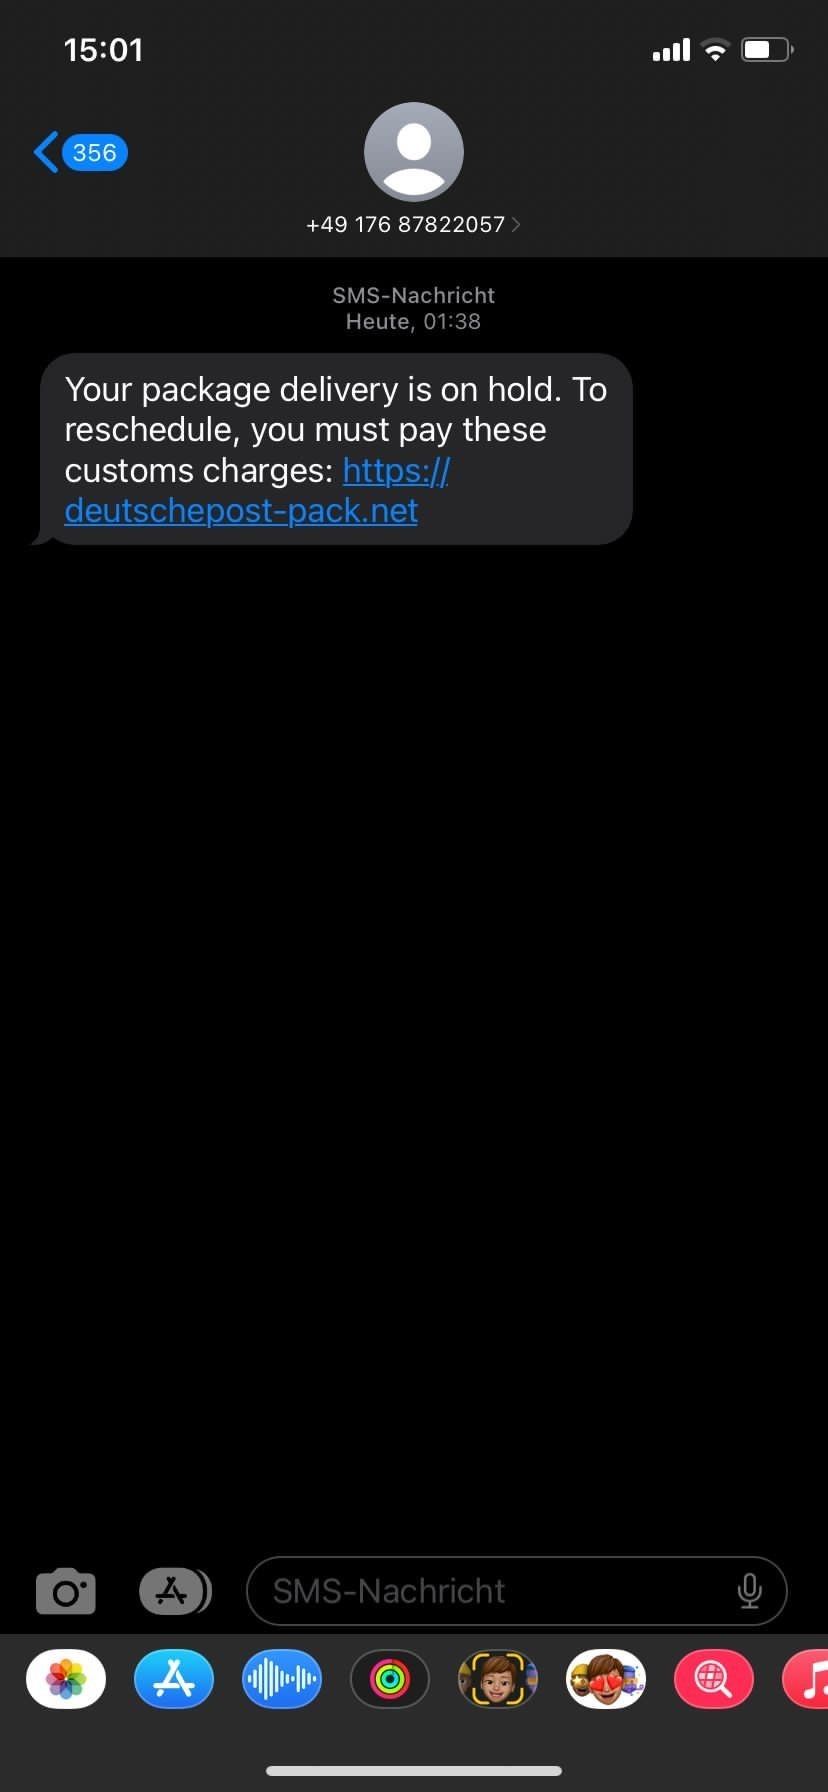 15:01
356
+49 176 87822057
SMS-Nachricht
Heute, 01:38
Your package delivery is on hold. To
reschedule, you must pay these
customs charges: https://
deutschepost-pack.net
SMS-Nachricht